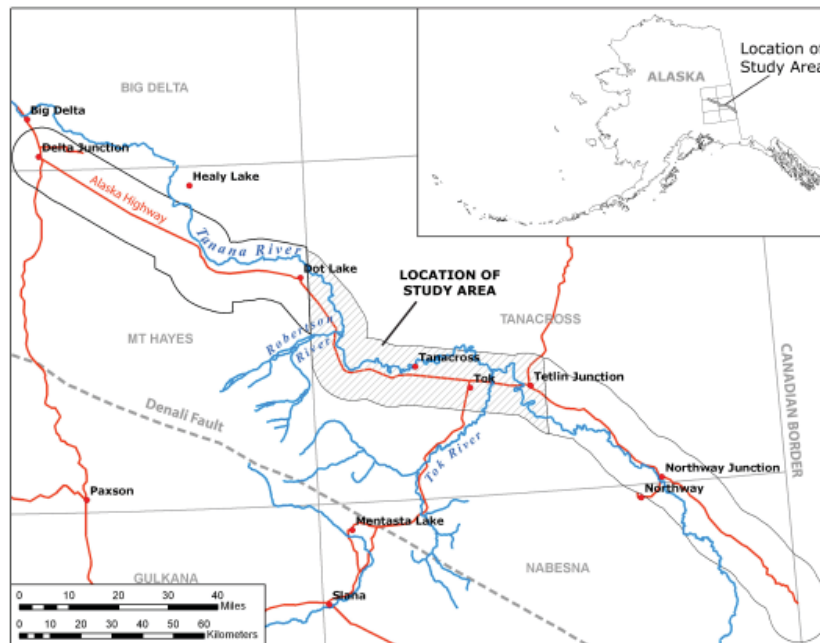 Location of
Study Area
ALASKA
BIG DELTA
Big Delta
Delta Junction
Healy Lake
Alaska Highway
Tanana River
Dot Lake
LOCATION OF
STUDY AREA
TANACROSS
MT HAYES
Robertson
River
Tanacross
Tok
Tetlin Junction
CANADIAN BORDER
Denali Fault
Tok River
Northway Junction
Northway
Paxson
Mentasta Lake
GULKANA
NABESNA
Slana
0 10 20 40
Miles
0 10 20 30 40 50 60
Kilometers